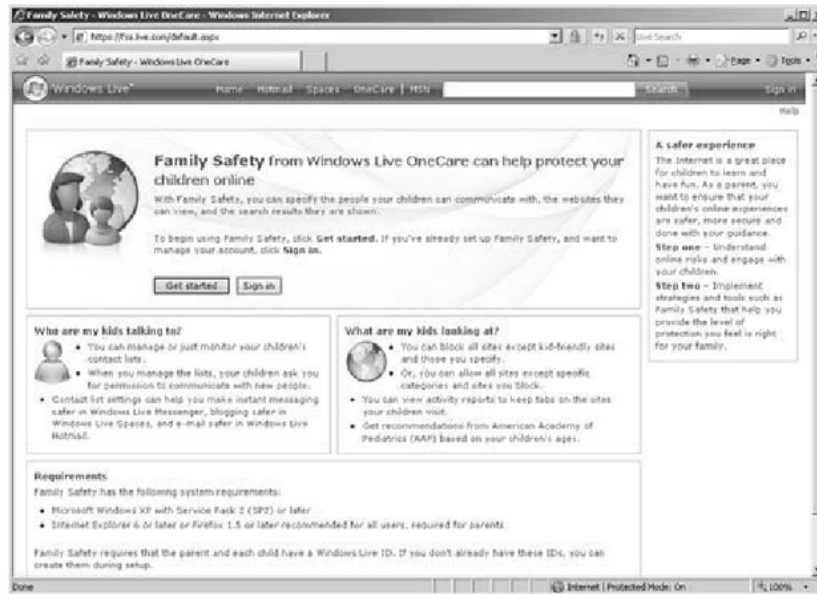 Family Safety - Windows Live OneCare - Windows Internet Explorer
https://fss.live.com/default.aspx
Live Search
Family Safety - Windows Live OneCare
Page
Tools
Windows Live
Home Hotmail Spaces OneCare | MSN
Search
Sign in
Help
Family Safety from Windows Live OneCare can help protect your
children online
With Family Safety, you can specify the people your children can communicate with, the websites they
can view, and the search results they are shown.
To begin using Family Safety, click Get started. If you've already set up Family Safety, and want to
manage your account, click Sign in.
Get started
Sign in
Who are my kids talking to?
• You can manage or just monitor your children's
contact lists.
• When you manage the lists, your children ask you
for permission to communicate with new people.
• Contact list settings can help you make instant messaging
safer in Windows Live Messenger, blogging safer in
Windows Live Spaces, and e-mail safer in Windows Live
Hotmail.
What are my kids looking at?
• You can block all sites except kid-friendly sites
and those you specify.
• Or, you can allow all sites except specific
categories and sites you block.
• You can view activity reports to keep tabs on the sites
your children visit.
• Get recommendations from American Academy of
Pediatrics (AAP) based on your children's ages.
A safer experience
The Internet is a great place
for children to learn and
have fun. As a parent, you
want to ensure that your
children's online experiences
are safer, more secure and
done with your guidance.
Step one – Understand
online risks and engage with
your children.
Step two – Implement
strategies and tools such as
Family Safety that help you
provide the level of
protection you feel is right
for your family.
Requirements
Family Safety has the following system requirements:
• Microsoft Windows XP with Service Pack 2 (SP2) or later
• Internet Explorer 6 or later or Firefox 1.5 or later recommended for all users, required for parents
Family Safety requires that the parent and each child have a Windows Live ID. If you don't already have these IDs, you can
create them during setup.
Done
Internet | Protected Mode: On
100%